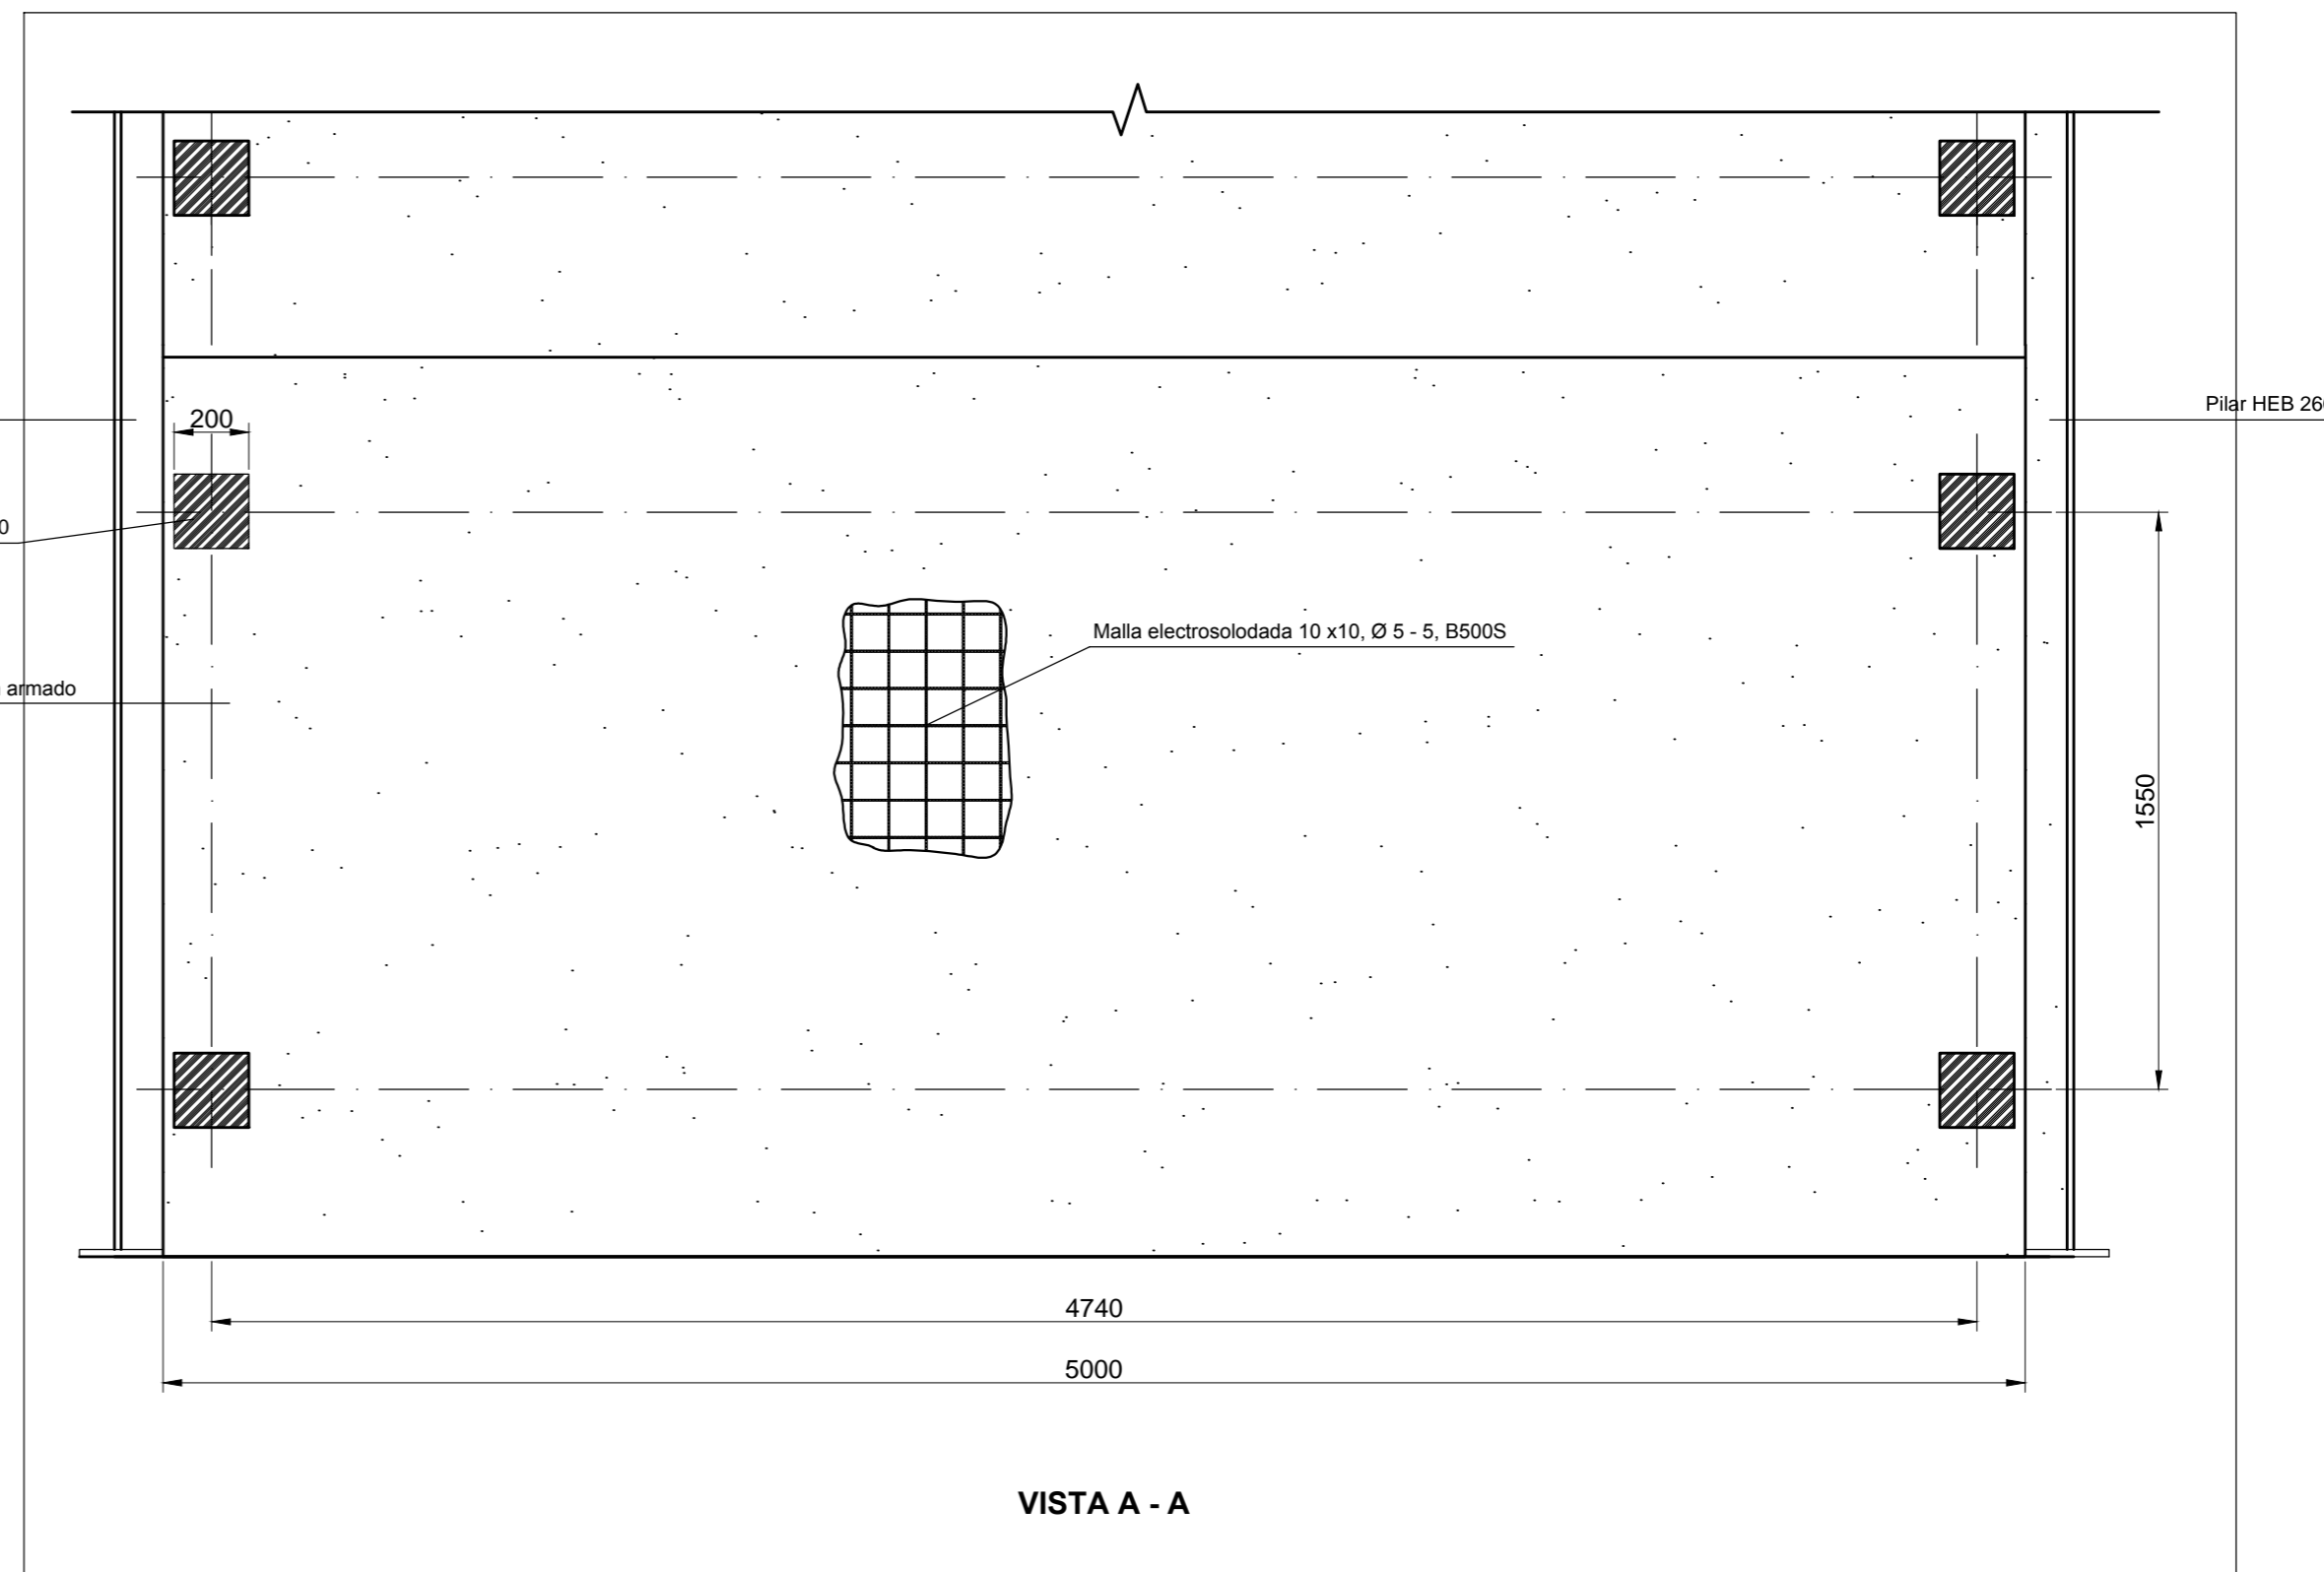 Pilar HEB 26
200
0
armado
Malla electrosolodada 10 x10, Ø 5 - 5, B500S
1550
4740
5000
VISTA A - A